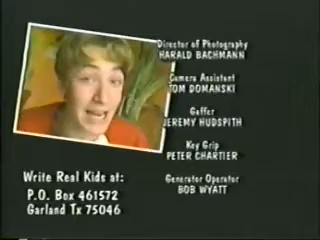 Director of Photography
HARALD BACHMANN
Camera Assistant
TOM DOMANSKI
Gaffer
JEREMY HUDSPITH
Key Grip
PETER CHARTIER
Generator Operator
BOB WYATT
Write Real Kids at:
P.O. Box 461572
Garland Tx 75046